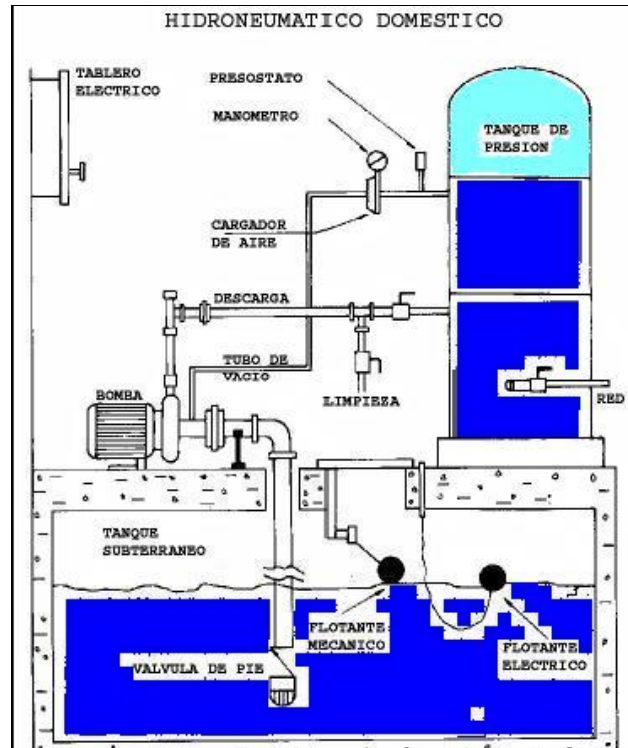 HIDRONEUMATICO DOMESTICO
TABLERO
ELECTRICO
PRESOSTATO
MANOMETRO
TANQUE DE
PRESION
CARGADOR
DE AIRE
DESCARGA
TUBO DE
VACIO
LIMPIEZA
BOMBA
RED
TANQUE
SUBTERRANEO
FLOTANTE
MECANICO
FLOTANTE
ELECTRICO
VALVULA DE PIE